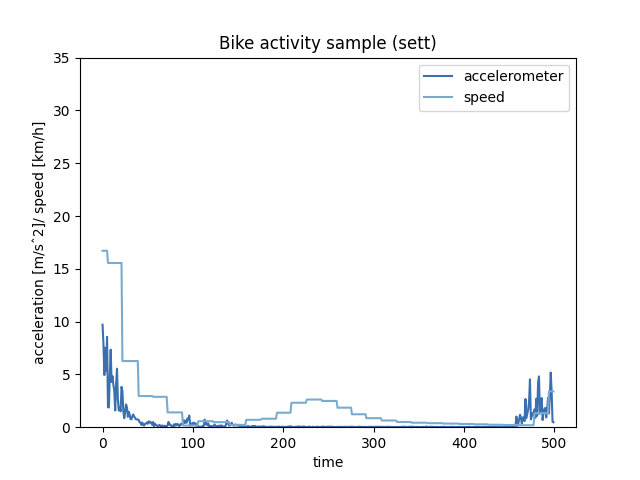 Bike activity sample (sett)
35
30
25
20
15
10
5
0
acceleration [m/sˆ2]/ speed [km/h]
accelerometer
speed
0 100 200 300 400 500
time